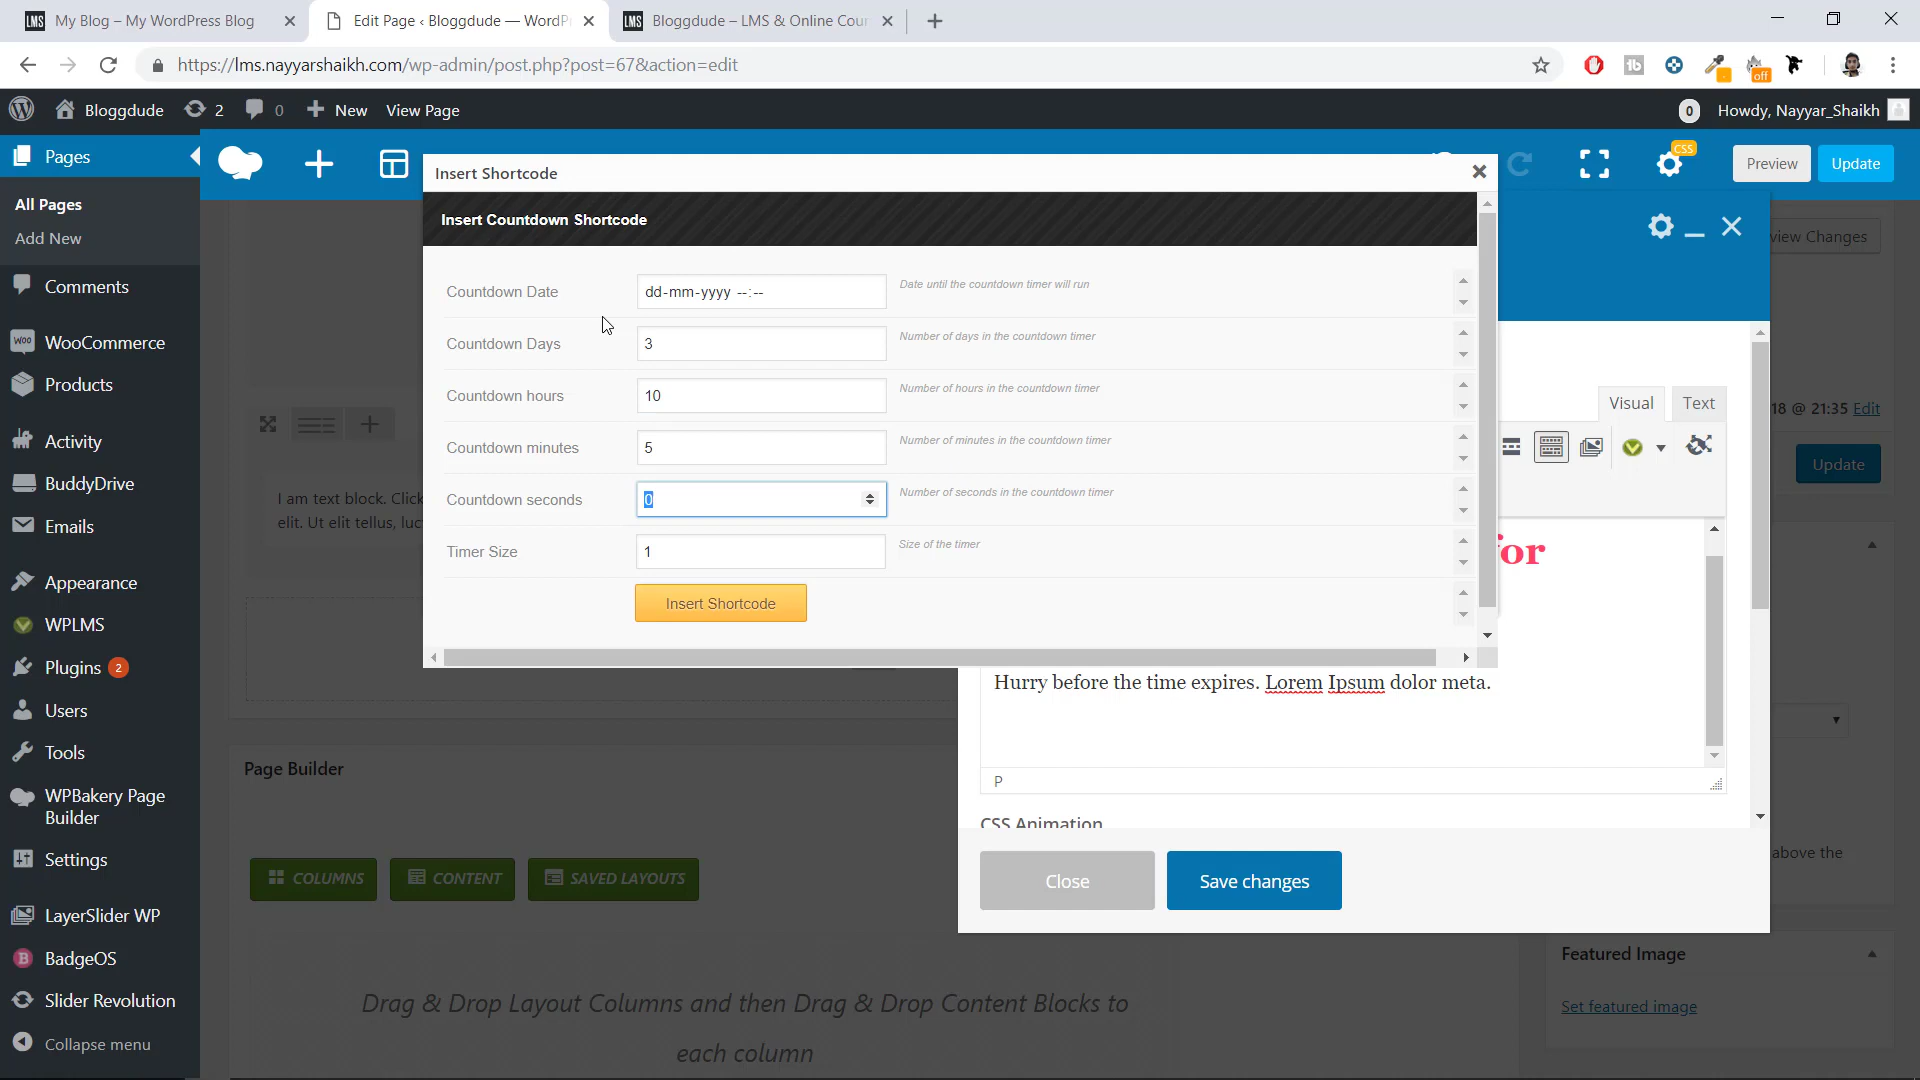 My Blog – My WordPress Blog
Edit Page ‹ Bloggdude — WordP
Bloggdude – LMS & Online Cour
https://lms.nayyarshaikh.com/wp-admin/post.php?post=67&action=edit
off
Bloggdude
2
0
New
View Page
0
Howdy, Nayyar_Shaikh
Pages
All Pages
Add New
Comments
WooCommerce
Products
Activity
BuddyDrive
Emails
Appearance
WPLMS
Plugins 2
Users
Tools
WPBakery Page
Builder
Settings
LayerSlider WP
BadgeOS
Slider Revolution
Collapse menu
CSS
Preview
Update
Insert Shortcode
Insert Countdown Shortcode
Countdown Date
dd-mm-yyyy --:--
Date until the countdown timer will run
Countdown Days
3
Number of days in the countdown timer
Countdown hours
10
Number of hours in the countdown timer
Countdown minutes
5
Number of minutes in the countdown timer
Countdown seconds
0
Number of seconds in the countdown timer
Timer Size
1
Size of the timer
Insert Shortcode
view Changes
Visual
Text
18 @ 21:35 Edit
Update
I am text block. Click
elit. Ut elit tellus, luc
for
Hurry before the time expires. Lorem Ipsum dolor meta.
P
CSS Animation
Close
Save changes
above the
Page Builder
COLUMNS
CONTENT
SAVED LAYOUTS
Drag & Drop Layout Columns and then Drag & Drop Content Blocks to
each column
Featured Image
Set featured image